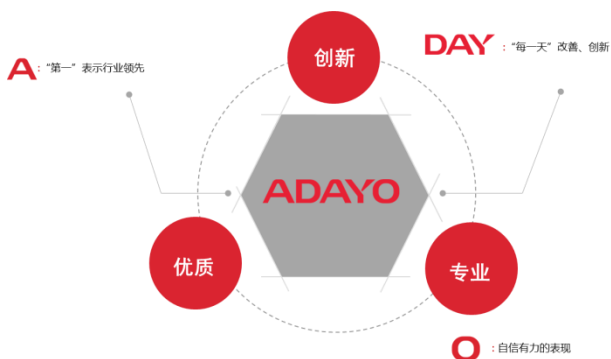 创新
DAY：“每一天”改善、创新
A：“第一”表示行业领先
ADAYO
优质
专业
O：自信有力的表现